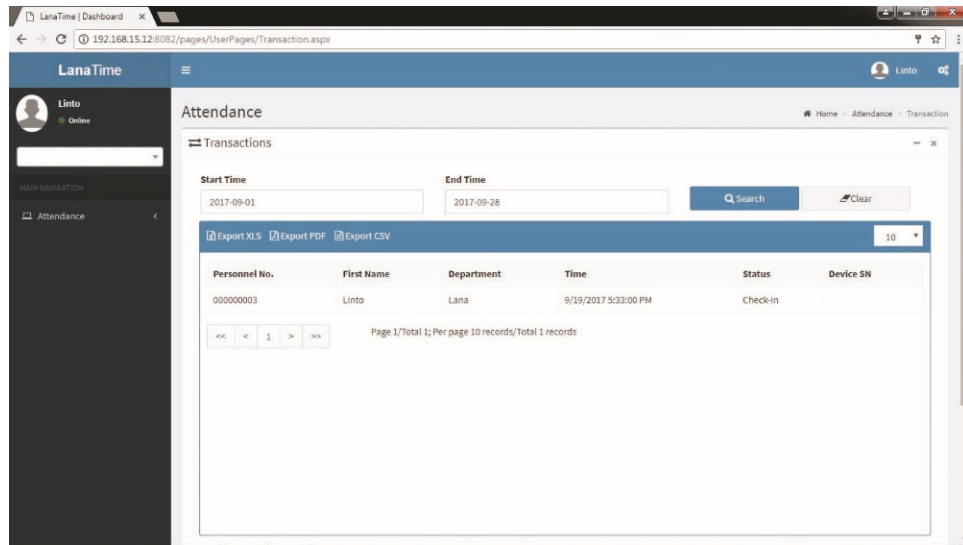 LanaTime | Dashboard
192.168.15.12:8082/pages/UserPages/Transaction.aspx
LanaTime
Linto
Linto
Online
Attendance
Home > Attendance > Transaction
Transactions
MAIN NAVIGATION
Attendance
Start Time End Time
2017-09-01 2017-09-28 Search Clear
Export XLS Export PDF Export CSV 10
Personnel No. First Name Department Time Status Device SN
000000003 Linto Lana 9/19/2017 5:33:00 PM Check-In
<< < 1 > >> Page 1/Total 1; Per page 10 records/Total 1 records